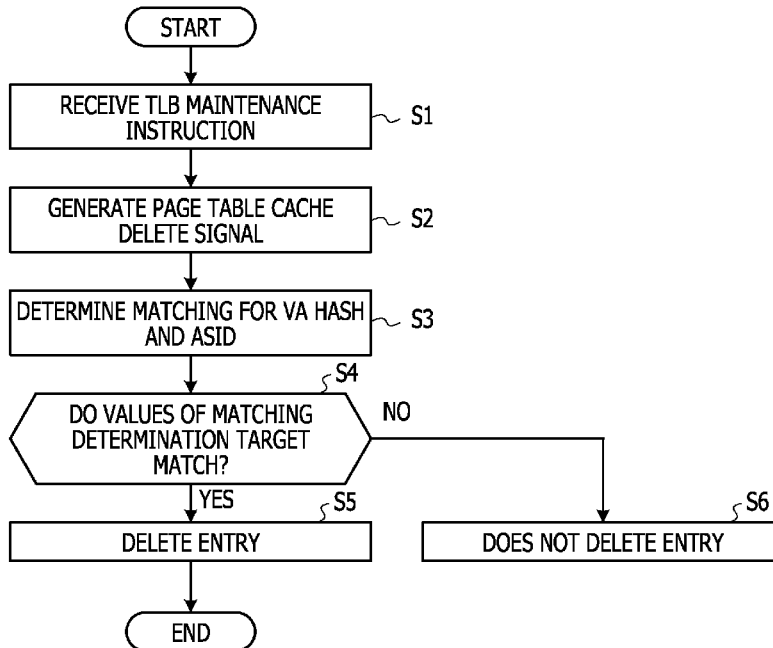 START
RECEIVE TLB MAINTENANCE
INSTRUCTION
S1
GENERATE PAGE TABLE CACHE
DELETE SIGNAL
S2
DETERMINE MATCHING FOR VA HASH
AND ASID
S3
S4
DO VALUES OF MATCHING
DETERMINATION TARGET
MATCH?
NO
YES
S5
DELETE ENTRY
S6
DOES NOT DELETE ENTRY
END